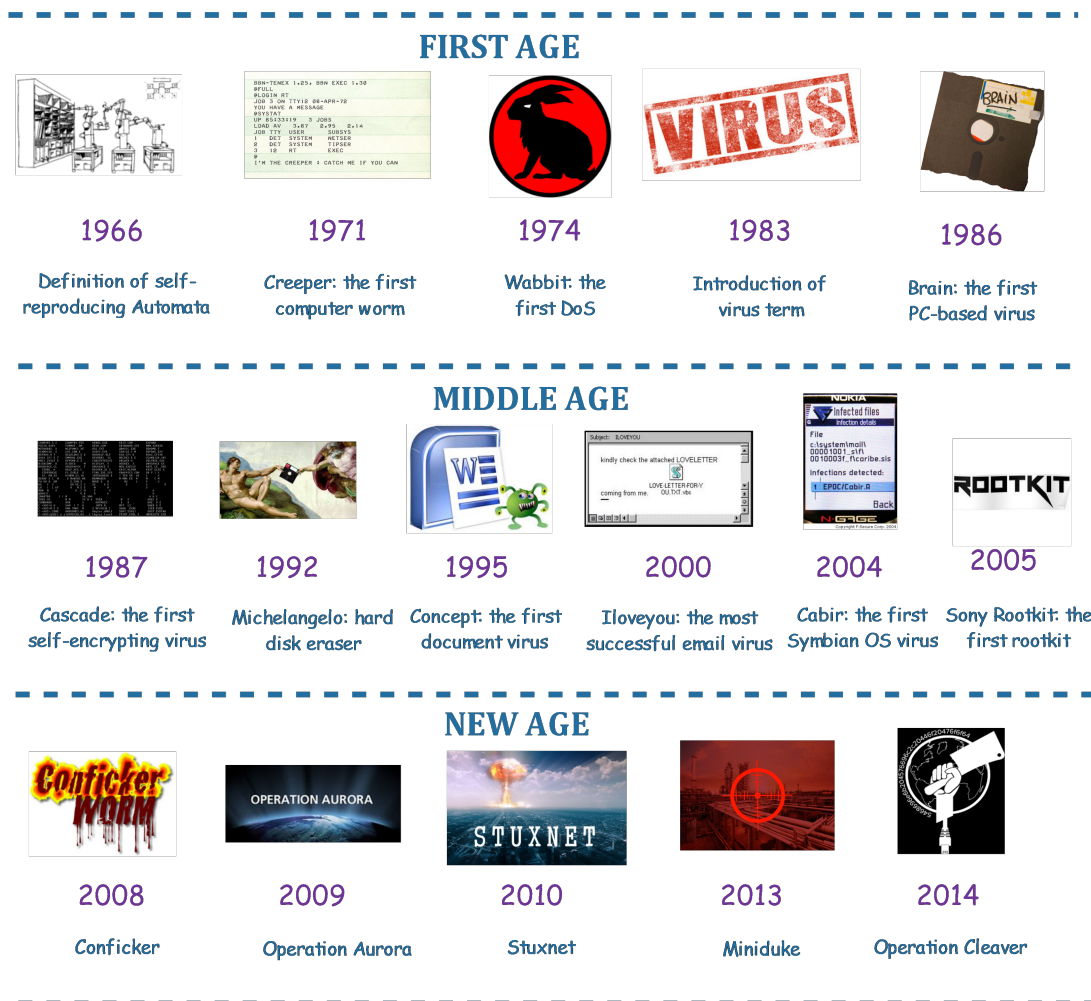 FIRST AGE
BBN-TENEX 1.25, BBN EXEC 1.30
@FULL
@LOGIN RT
JOB 3 ON TTY12 08-APR-72
YOU HAVE A MESSAGE
@SYSTAT
UP 85:33:19 3 JOBS
LOAD AV 3.87 2.95 2.14
JOB TTY USER SUBSYS
1 DET SYSTEM NETSER
2 DET SYSTEM TIPSER
3 12 RT EXEC
@
I'M THE CREEPER : CATCH ME IF YOU CAN
VIRUS
BRAIN
1966
1971
1974
1983
1986
Definition of self-
reproducing Automata
Creeper: the first
computer worm
Wabbit: the
first DoS
Introduction of
virus term
Brain: the first
PC-based virus
MIDDLE AGE
W
Subject: ILOVEYOU
kindly check the attached LOVELETTER
LOVE-LETTER-FOR-Y
OU.TXT.vbs
coming from me.
NOKIA
Infected files
Infection details
File
c:\system\mail\
00001001_s\f\
0010003f_f\caribe.sis
Infections detected:
1 EPOC/Cabir.A
Back
N-GAGE
Copyright F-Secure Corp. 2004
ROOTKIT
1987
1992
1995
2000
2004
2005
Cascade: the first
self-encrypting virus
Michelangelo: hard
disk eraser
Concept: the first
document virus
Iloveyou: the most
successful email virus
Cabir: the first
Symbian OS virus
Sony Rootkit: the
first rootkit
NEW AGE
Conficker
WORM
OPERATION AURORA
STUXNET
2008
2009
2010
2013
2014
Conficker
Operation Aurora
Stuxnet
Miniduke
Operation Cleaver